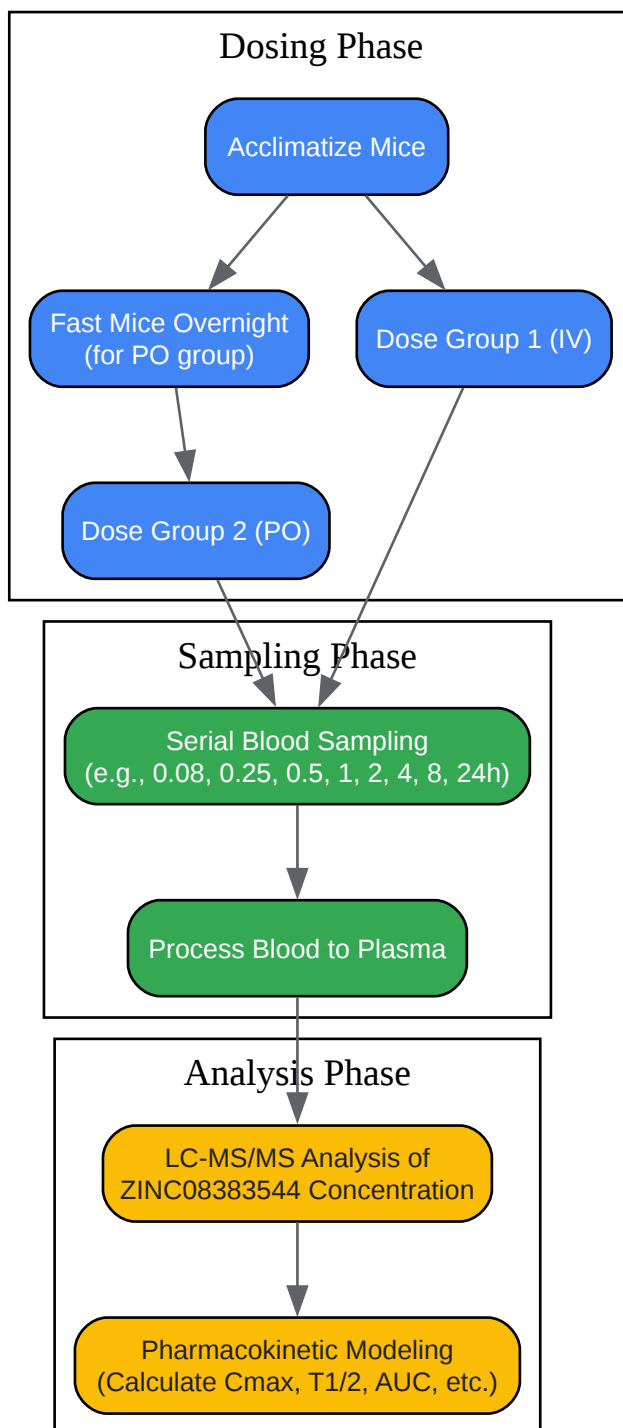 Dosing Phase
Acclimatize Mice
Fast Mice Overnight
(for PO group)
Dose Group 1 (IV)
Dose Group 2 (PO)
Sampling Phase
Serial Blood Sampling
(e.g., 0.08, 0.25, 0.5, 1, 2, 4, 8, 24h)
Process Blood to Plasma
Analysis Phase
LC-MS/MS Analysis of
ZINC08383544 Concentration
Pharmacokinetic Modeling
(Calculate Cmax, T1/2, AUC, etc.)